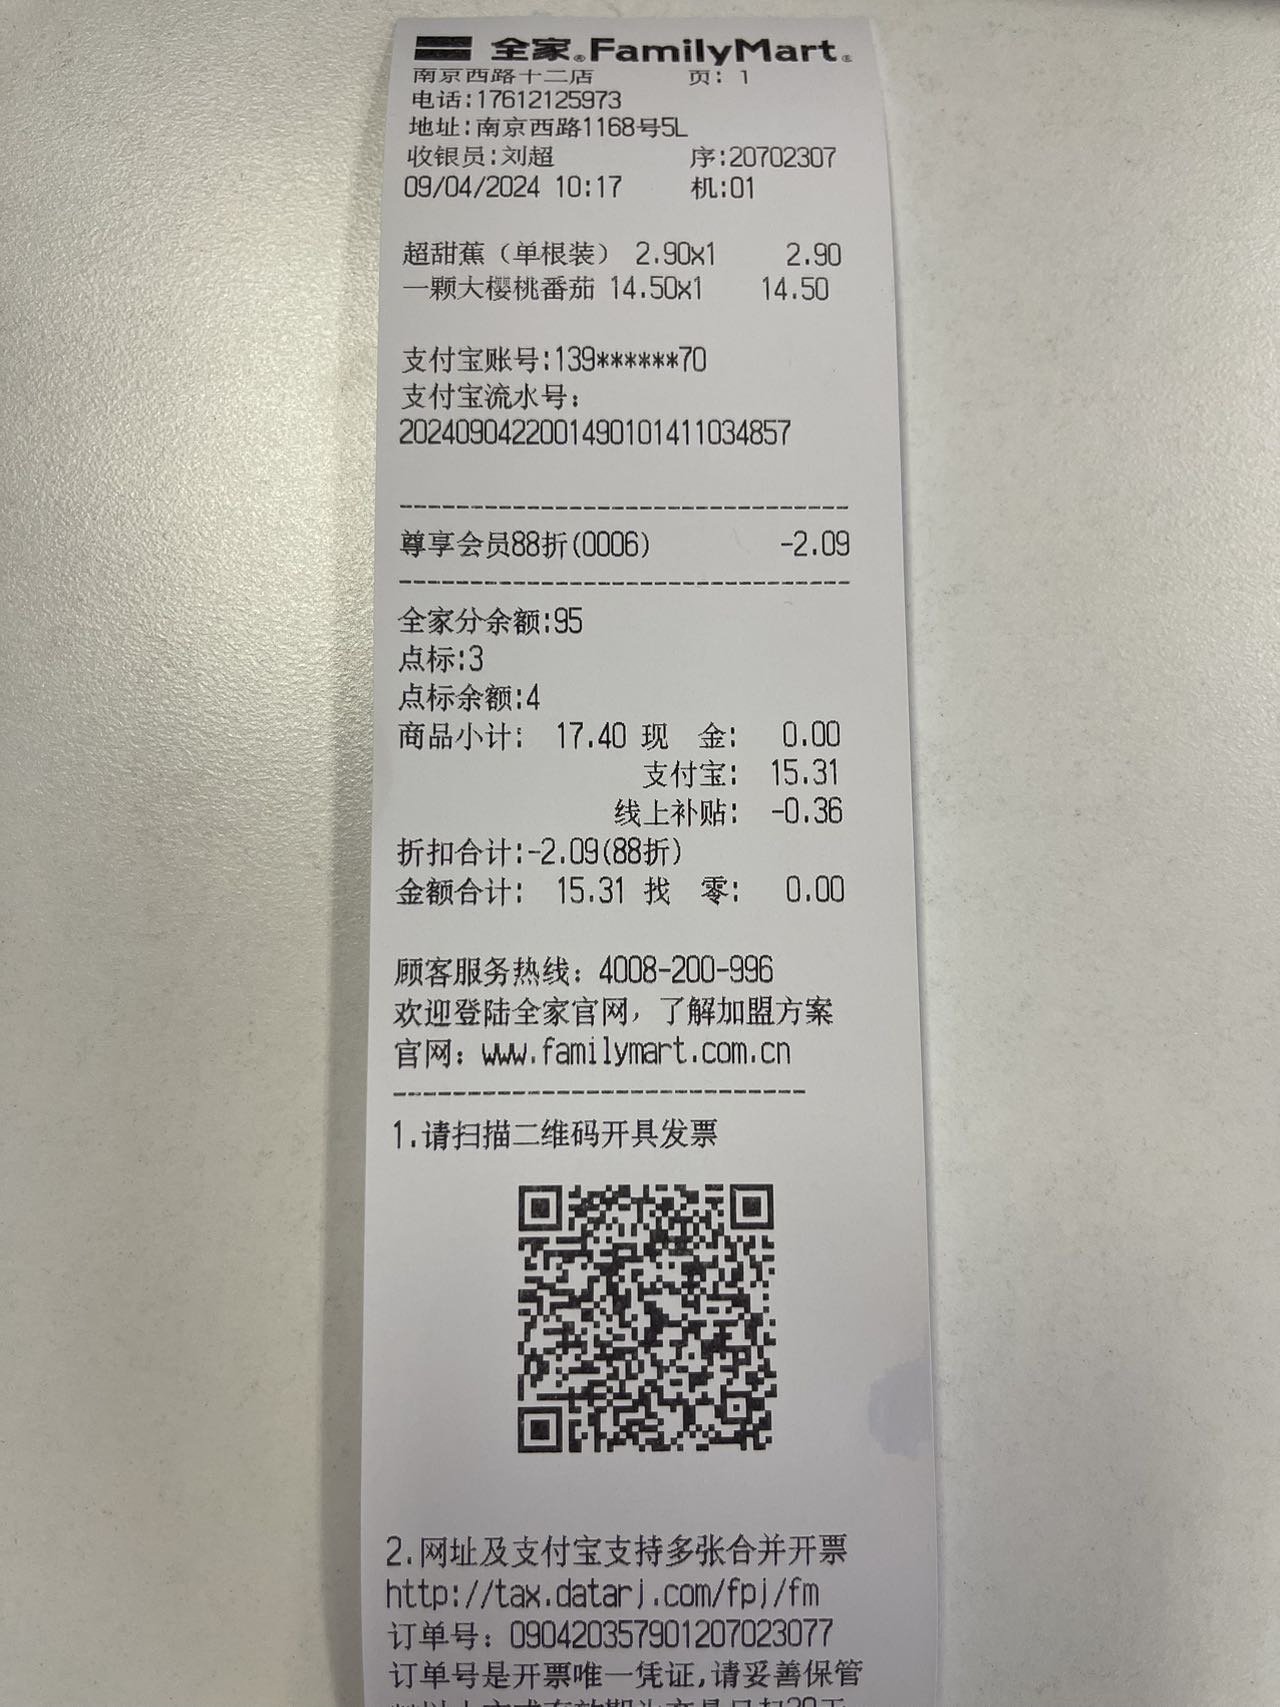 全家®FamilyMart®
南京西路十二店 页: 1
电话:17612125973
地址:南京西路1168号5L
收银员:刘超 序:20702307
09/04/2024 10:17 机:01
超甜蕉（单根装） 2.90x1 2.90
一颗大樱桃番茄 14.50x1 14.50
支付宝账号:139******70
支付宝流水号:
2024090422001490101411034857
尊享会员88折(0006) -2.09
全家分余额:95
点标:3
点标余额:4
商品小计: 17.40 现 金: 0.00
支付宝: 15.31
线上补贴: -0.36
折扣合计:-2.09(88折)
金额合计: 15.31 找 零: 0.00
顾客服务热线：4008-200-996
欢迎登陆全家官网，了解加盟方案
官网：www.familymart.com.cn
1.请扫描二维码开具发票
2.网址及支付宝支持多张合并开票
http://tax.datarj.com/fpj/fm
订单号：0904203579012070230​77
订单号是开票唯一凭证,请妥善保管